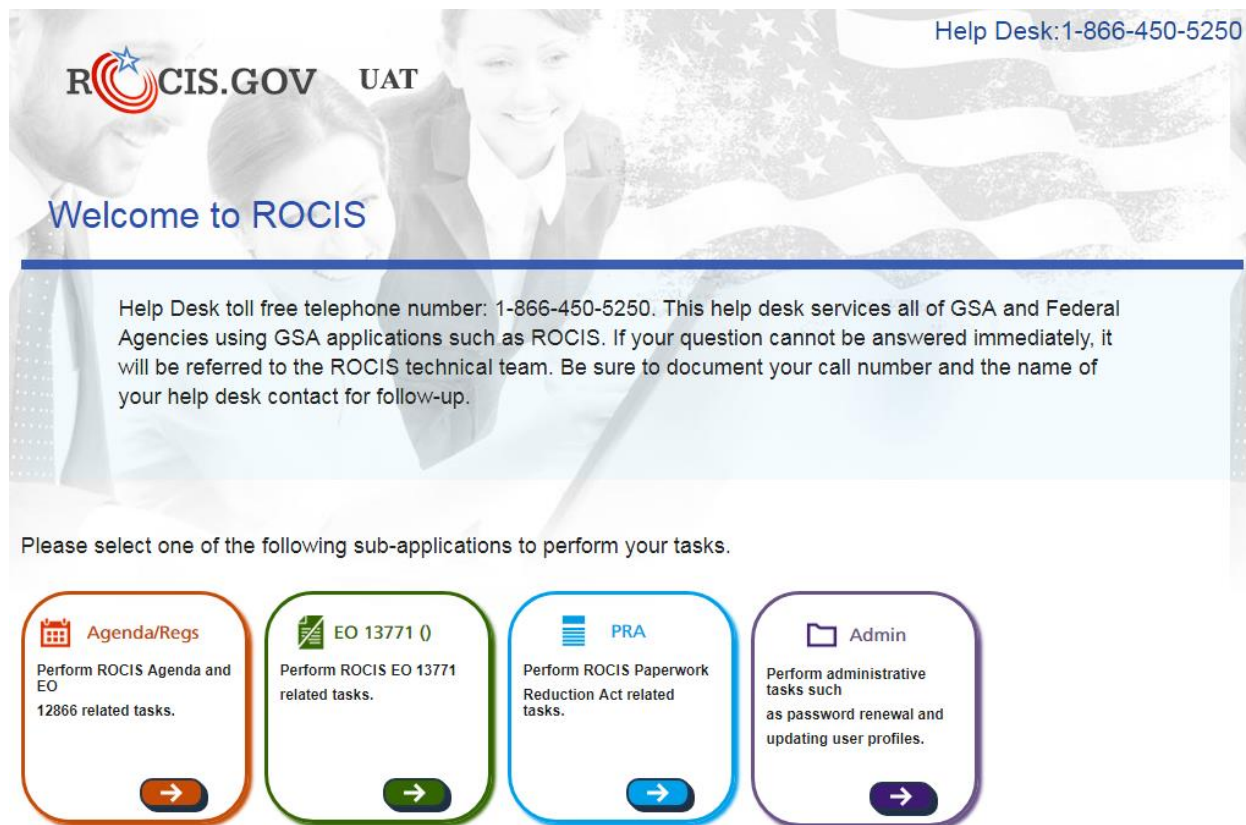 Help Desk:1-866-450-5250
ROCIS.GOV UAT
Welcome to ROCIS
Help Desk toll free telephone number: 1-866-450-5250. This help desk services all of GSA and Federal
Agencies using GSA applications such as ROCIS. If your question cannot be answered immediately, it
will be referred to the ROCIS technical team. Be sure to document your call number and the name of
your help desk contact for follow-up.
Please select one of the following sub-applications to perform your tasks.
Agenda/Regs
Perform ROCIS Agenda and
EO
12866 related tasks.
EO 13771 ()
Perform ROCIS EO 13771
related tasks.
PRA
Perform ROCIS Paperwork
Reduction Act related
tasks.
Admin
Perform administrative
tasks such
as password renewal and
updating user profiles.